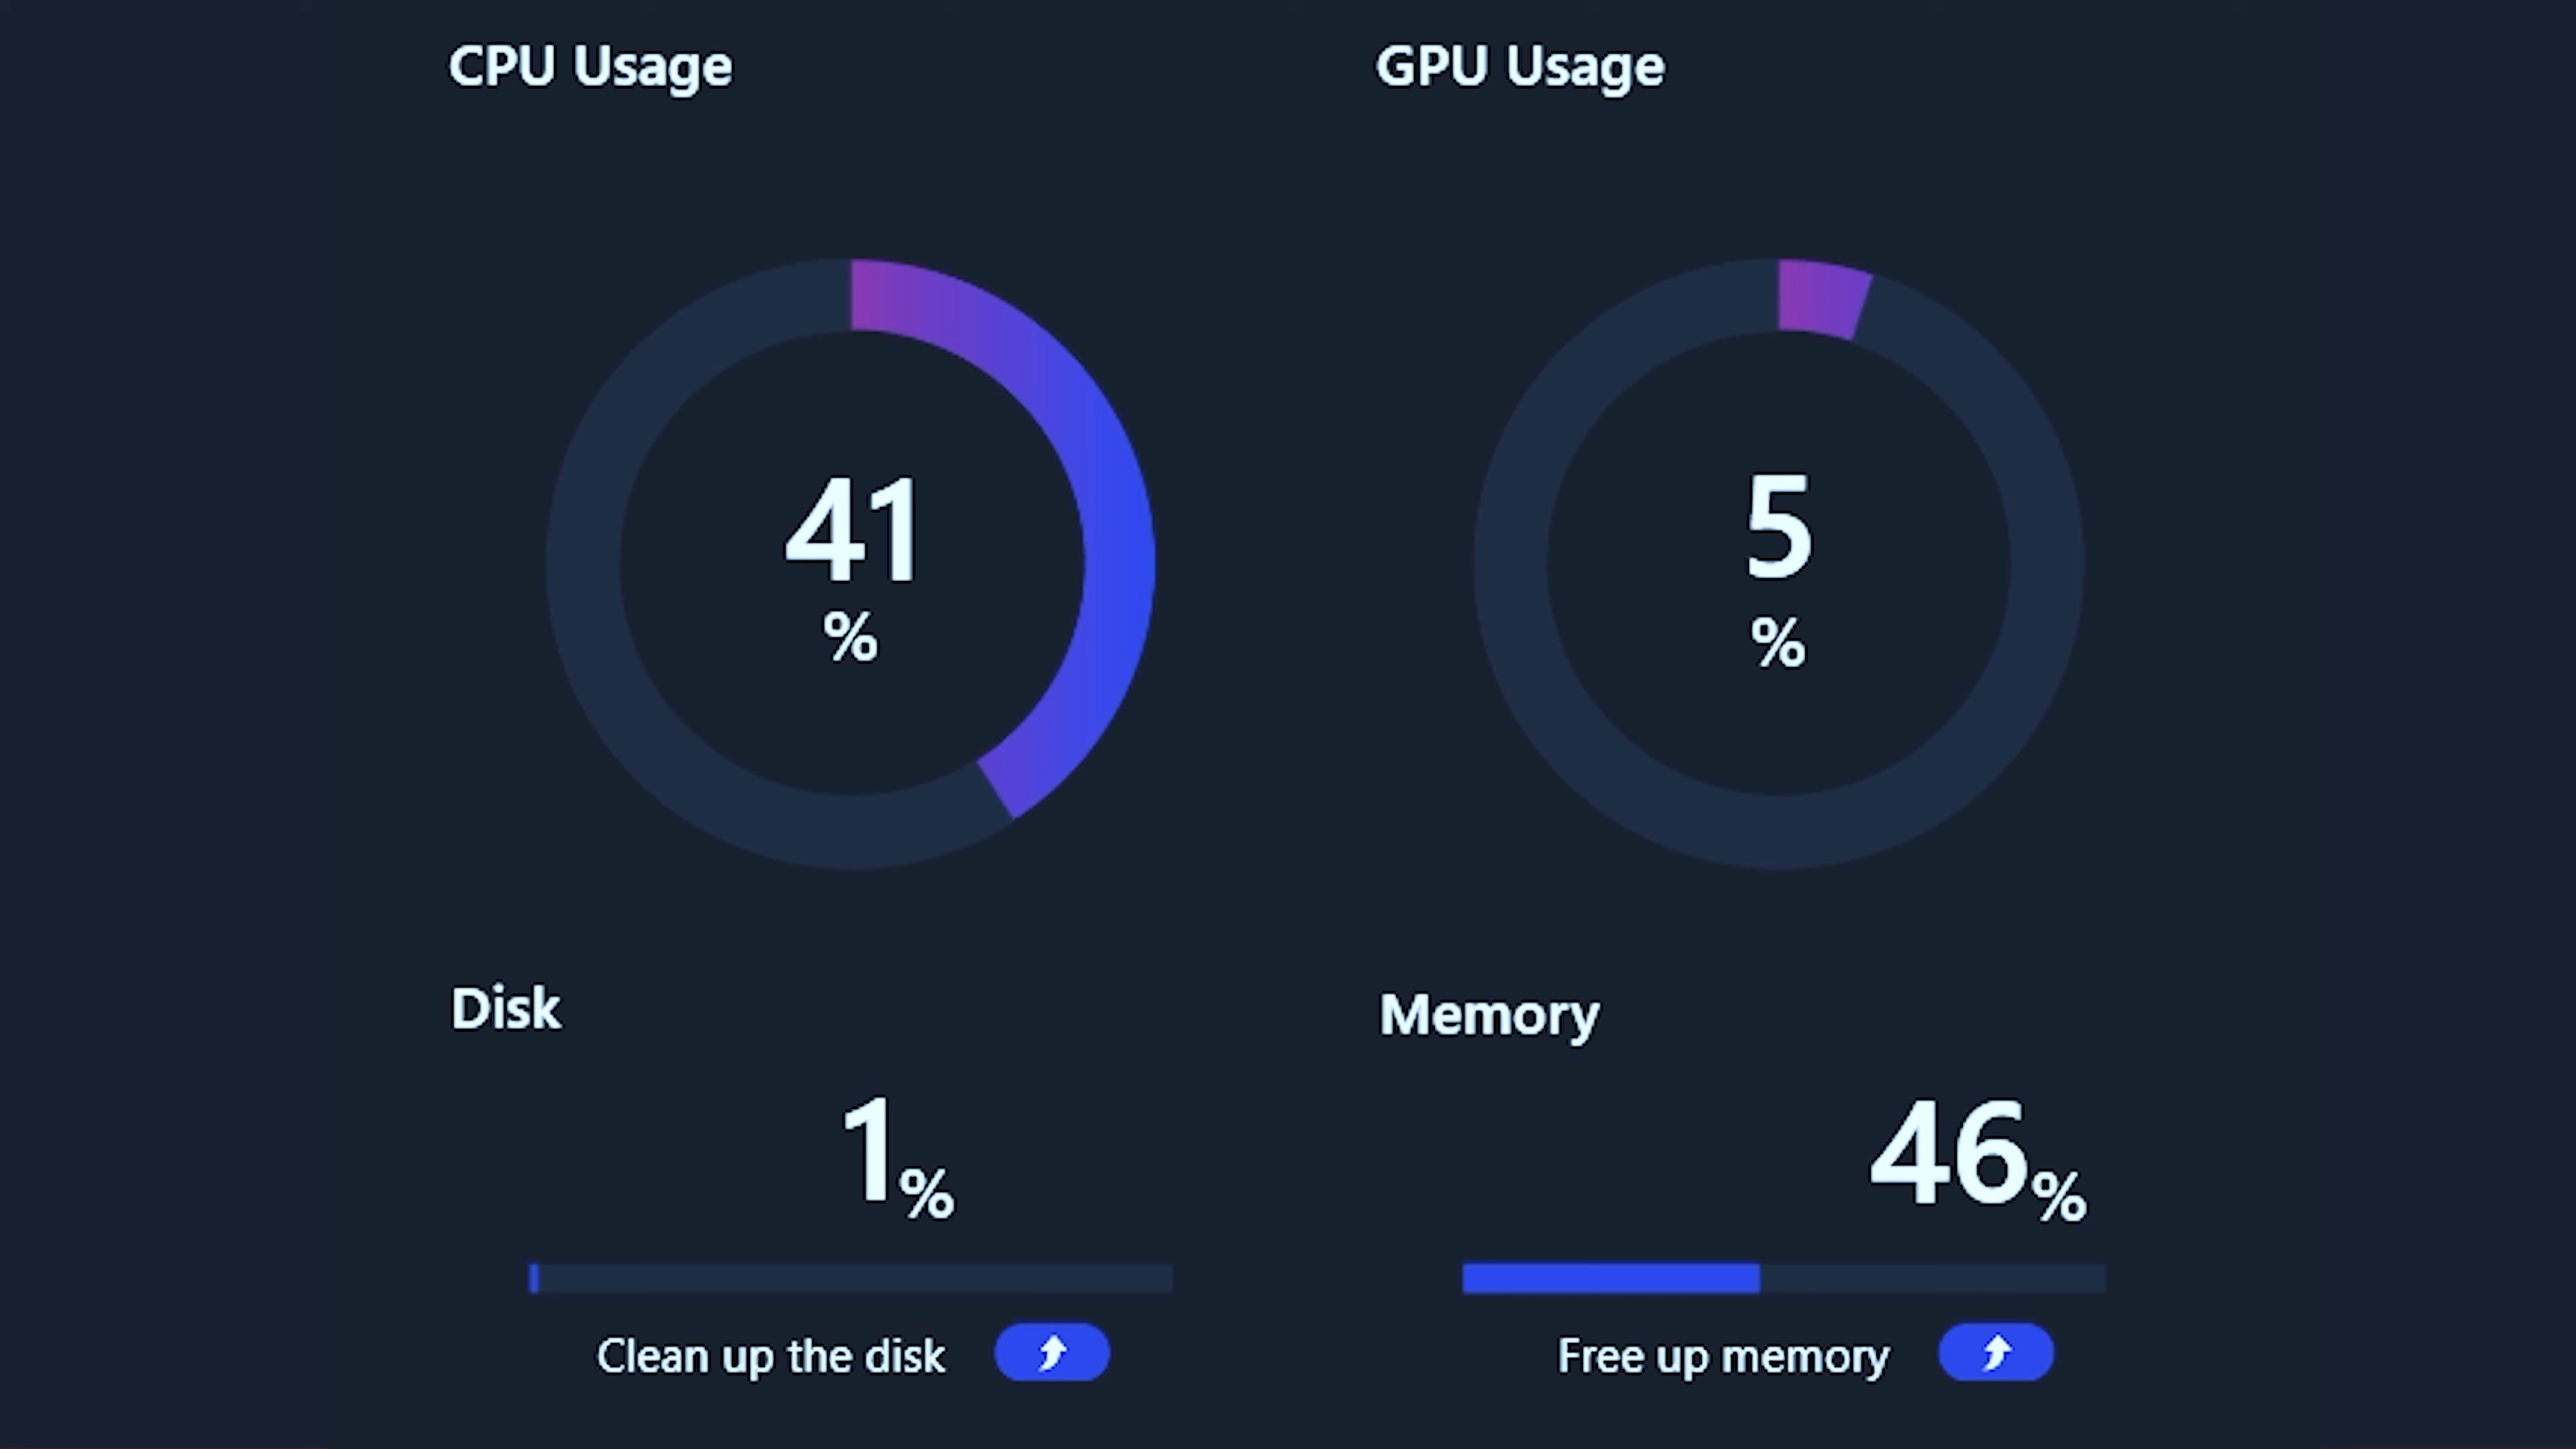 CPU Usage
GPU Usage
41
%
5
%
Disk
Memory
1%
46%
Clean up the disk
Free up memory